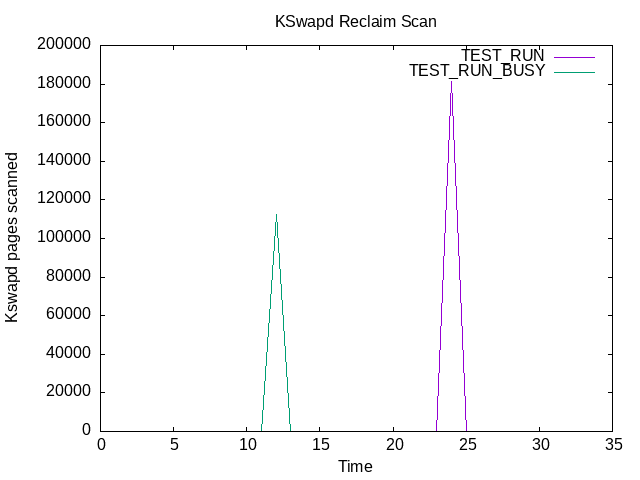 KSwapd Reclaim Scan
200000
180000
160000
140000
120000
100000
80000
60000
40000
20000
0
Kswapd pages scanned
TEST_RUN
TEST_RUN_BUSY
0 5 10 15 20 25 30 35
Time